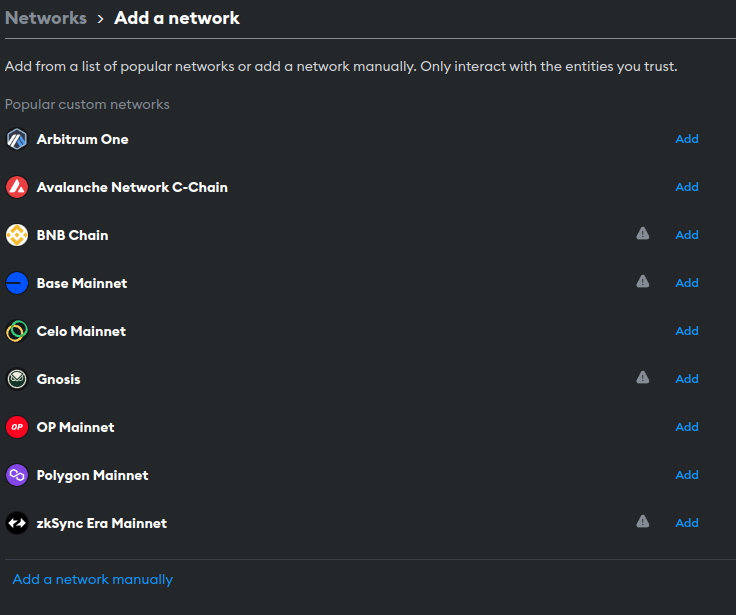 Networks > Add a network
Add from a list of popular networks or add a network manually. Only interact with the entities you trust.
Popular custom networks
Arbitrum One Add
Avalanche Network C-Chain Add
BNB Chain Add
Base Mainnet Add
Celo Mainnet Add
Gnosis Add
OP OP Mainnet Add
Polygon Mainnet Add
zkSync Era Mainnet Add
Add a network manually